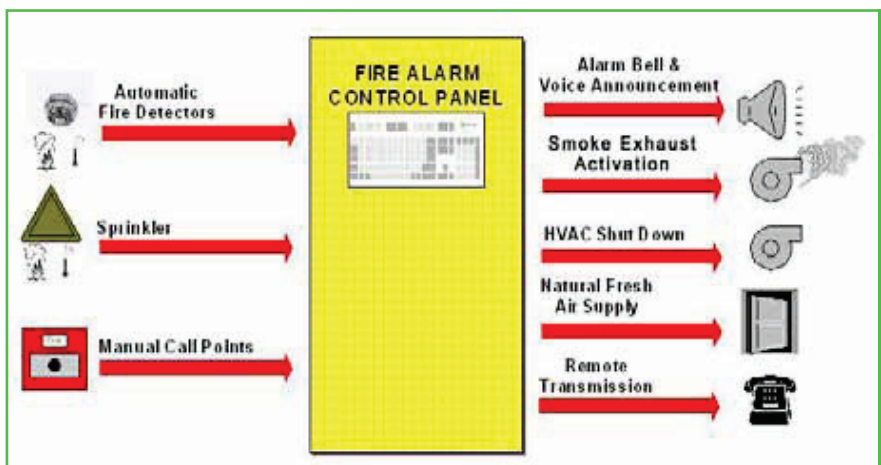 Automatic
Fire Detectors
Sprinkler
Manual Call Points
FIRE ALARM
CONTROL PANEL
Alarm Bell &
Voice Announcement
Smoke Exhaust
Activation
HVAC Shut Down
Natural Fresh
Air Supply
Remote
Transmission